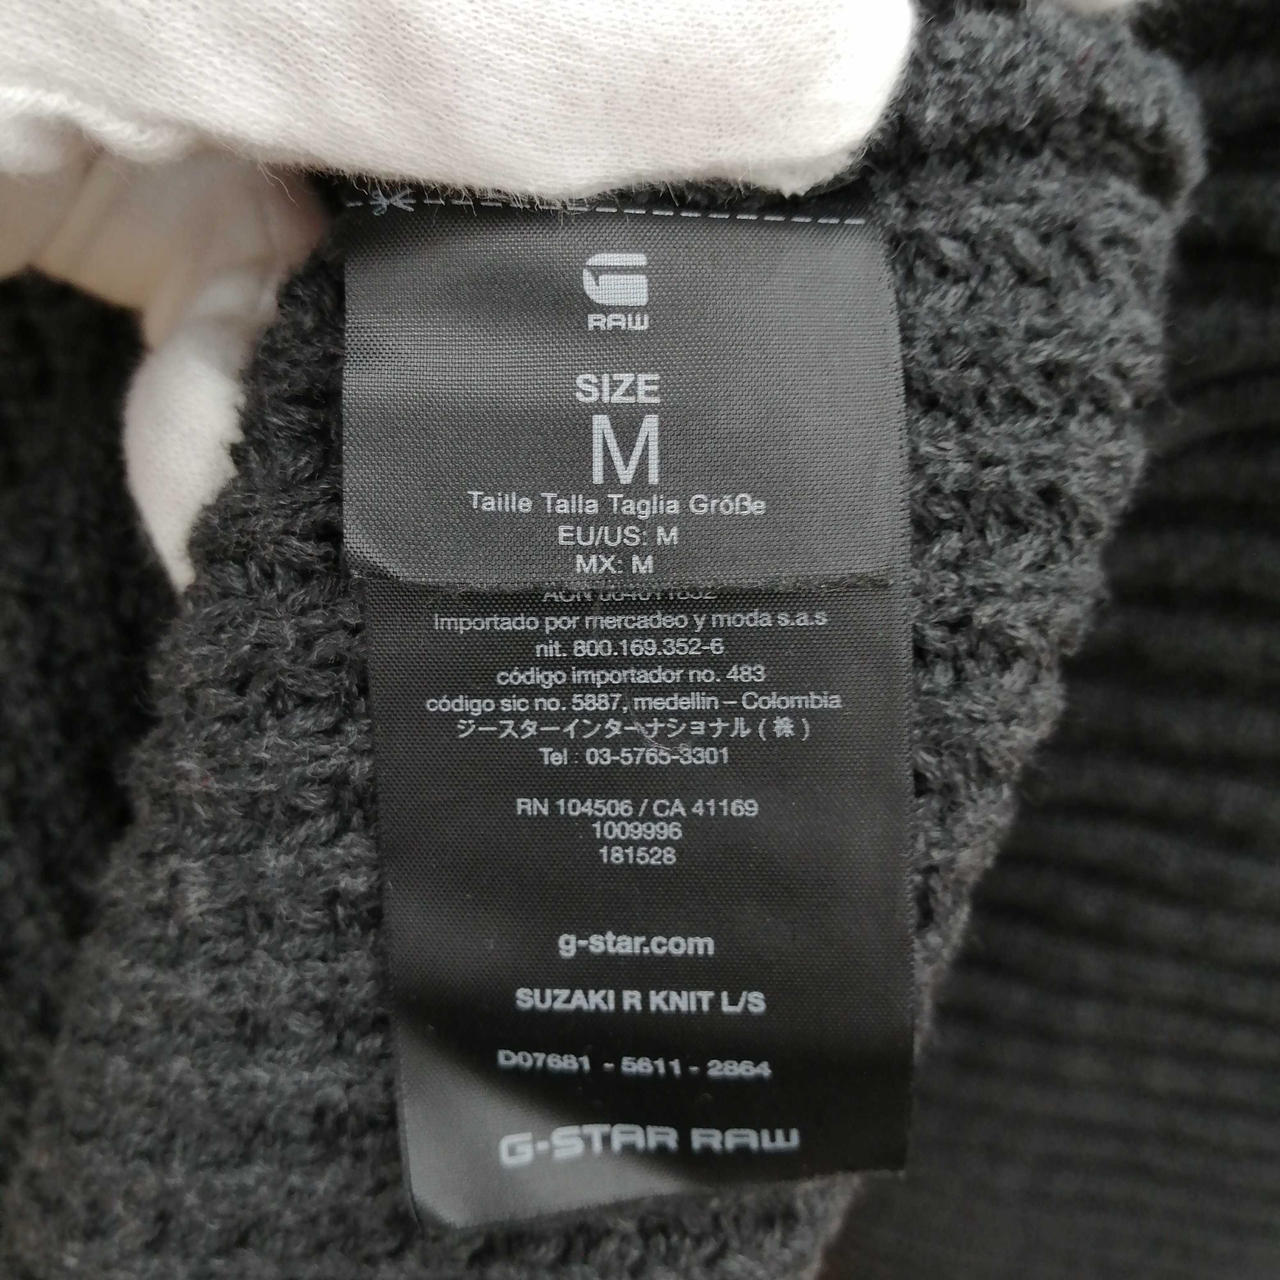 G
RAW
SIZE
M
Taille Talla Taglia Größe
EU/US: M
MX: M
Importado por mercadeo y moda s.a.s
nit. 800.169.352-6
código importador no. 483
código sic no. 5887, medellin – Colombia
ジースターインターナショナル ( 株 )
Tel : 03-5765-3301
RN 104506 / CA 41169
1009996
181528
g-star.com
SUZAKI R KNIT L/S
D07681 - 5611 - 2864
G-STAR RAW